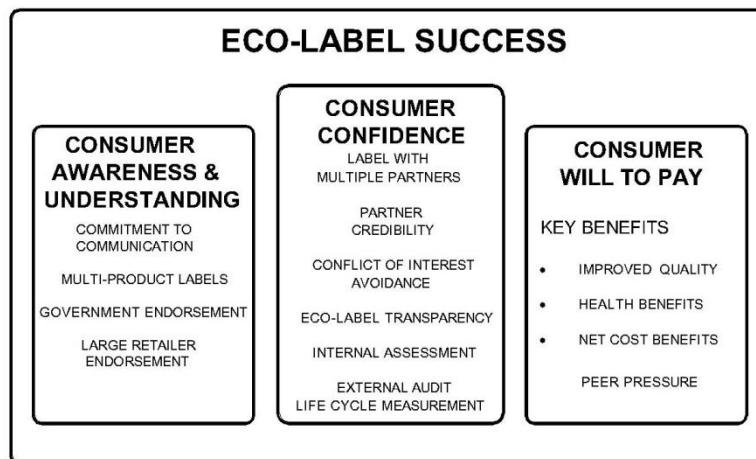 ECO-LABEL SUCCESS
CONSUMER
AWARENESS &
UNDERSTANDING
COMMITMENT TO
COMMUNICATION
MULTI-PRODUCT LABELS
GOVERNMENT ENDORSEMENT
LARGE RETAILER
ENDORSEMENT
CONSUMER
CONFIDENCE
LABEL WITH
MULTIPLE PARTNERS
PARTNER
CREDIBILITY
CONFLICT OF INTEREST
AVOIDANCE
ECO-LABEL TRANSPARENCY
INTERNAL ASSESSMENT
EXTERNAL AUDIT
LIFE CYCLE MEASUREMENT
CONSUMER
WILL TO PAY
KEY BENEFITS
• IMPROVED QUALITY
• HEALTH BENEFITS
• NET COST BENEFITS
PEER PRESSURE